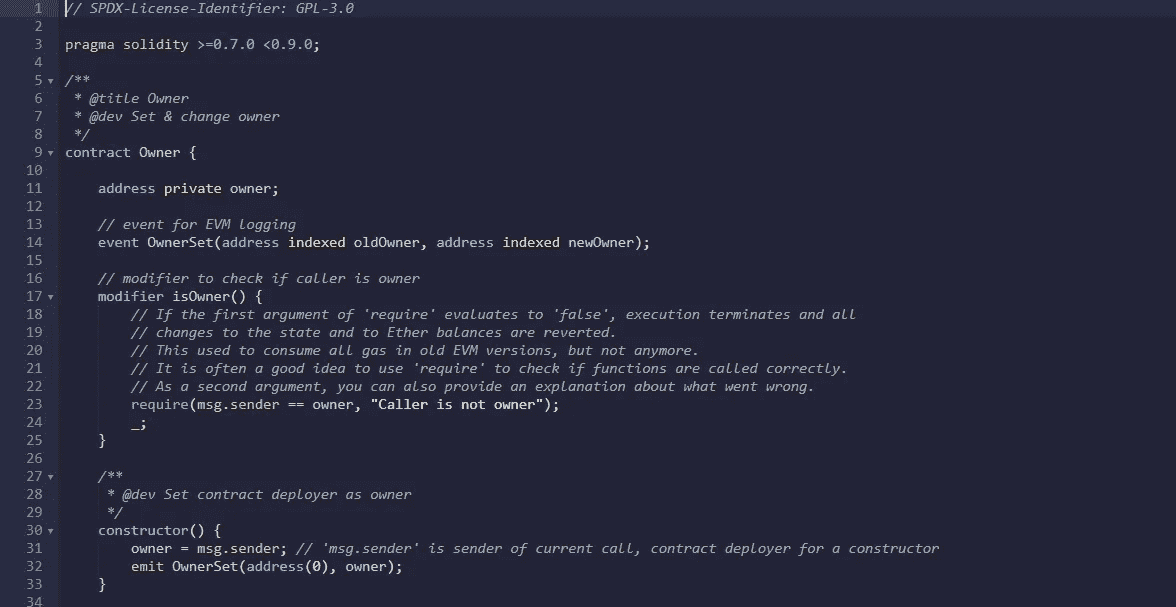 1 // SPDX-License-Identifier: GPL-3.0
2
3 pragma solidity >=0.7.0 <0.9.0;
4
5 /**
6  * @title Owner
7  * @dev Set & change owner
8  */
9 contract Owner {
10
11     address private owner;
12
13     // event for EVM logging
14     event OwnerSet(address indexed oldOwner, address indexed newOwner);
15
16     // modifier to check if caller is owner
17     modifier isOwner() {
18         // If the first argument of 'require' evaluates to 'false', execution terminates and all
19         // changes to the state and to Ether balances are reverted.
20         // This used to consume all gas in old EVM versions, but not anymore.
21         // It is often a good idea to use 'require' to check if functions are called correctly.
22         // As a second argument, you can also provide an explanation about what went wrong.
23         require(msg.sender == owner, "Caller is not owner");
24         _;
25     }
26
27     /**
28      * @dev Set contract deployer as owner
29      */
30     constructor() {
31         owner = msg.sender; // 'msg.sender' is sender of current call, contract deployer for a constructor
32         emit OwnerSet(address(0), owner);
33     }
34